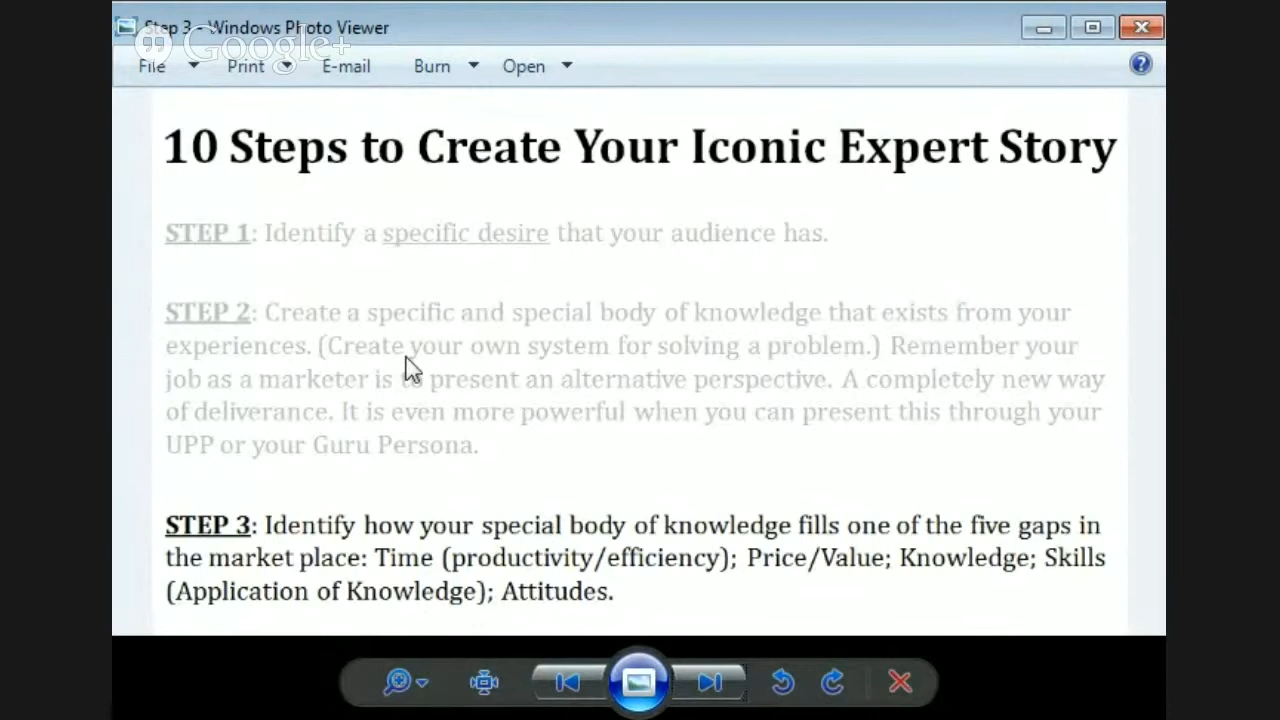 Step 3 - Windows Photo Viewer
Google+
File Print E-mail Burn Open
10 Steps to Create Your Iconic Expert Story
STEP 1: Identify a specific desire that your audience has.
STEP 2: Create a specific and special body of knowledge that exists from your
experiences. (Create your own system for solving a problem.) Remember your
job as a marketer is to present an alternative perspective. A completely new way
of deliverance. It is even more powerful when you can present this through your
UPP or your Guru Persona.
STEP 3: Identify how your special body of knowledge fills one of the five gaps in
the market place: Time (productivity/efficiency); Price/Value; Knowledge; Skills
(Application of Knowledge); Attitudes.